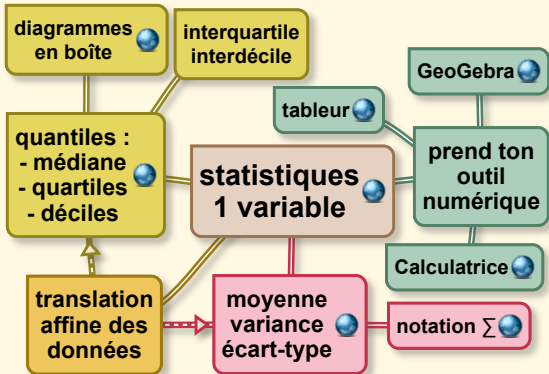 diagrammes
en boîte
interquartile
interdécile
GeoGebra
tableur
quantiles :
- médiane
- quartiles
- déciles
statistiques
1 variable
prend ton
outil
numérique
Calculatrice
translation
affine des
données
moyenne
variance
écart-type
notation ∑